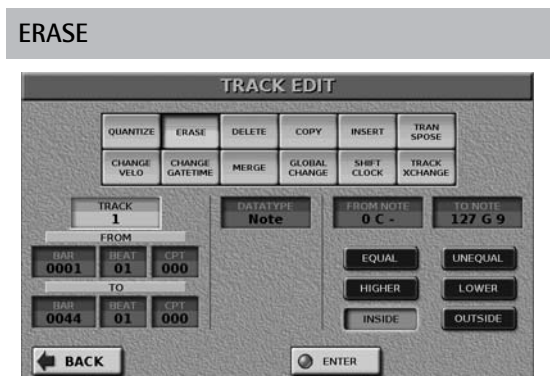 ERASE
TRACK EDIT
QUANTIZE ERASE DELETE COPY INSERT TRAN SPOSE
CHANGE VELO CHANGE GATETIME MERGE GLOBAL CHANGE SHIFT CLOCK TRACK XCHANGE
TRACK DATATYPE FROM NOTE TO NOTE
1 Note 0 C - 127 G 9
FROM
BAR BEAT CPT
0001 01 000
EQUAL UNEQUAL
TO
HIGHER LOWER
BAR BEAT CPT
0044 01 000
INSIDE OUTSIDE
BACK ENTER